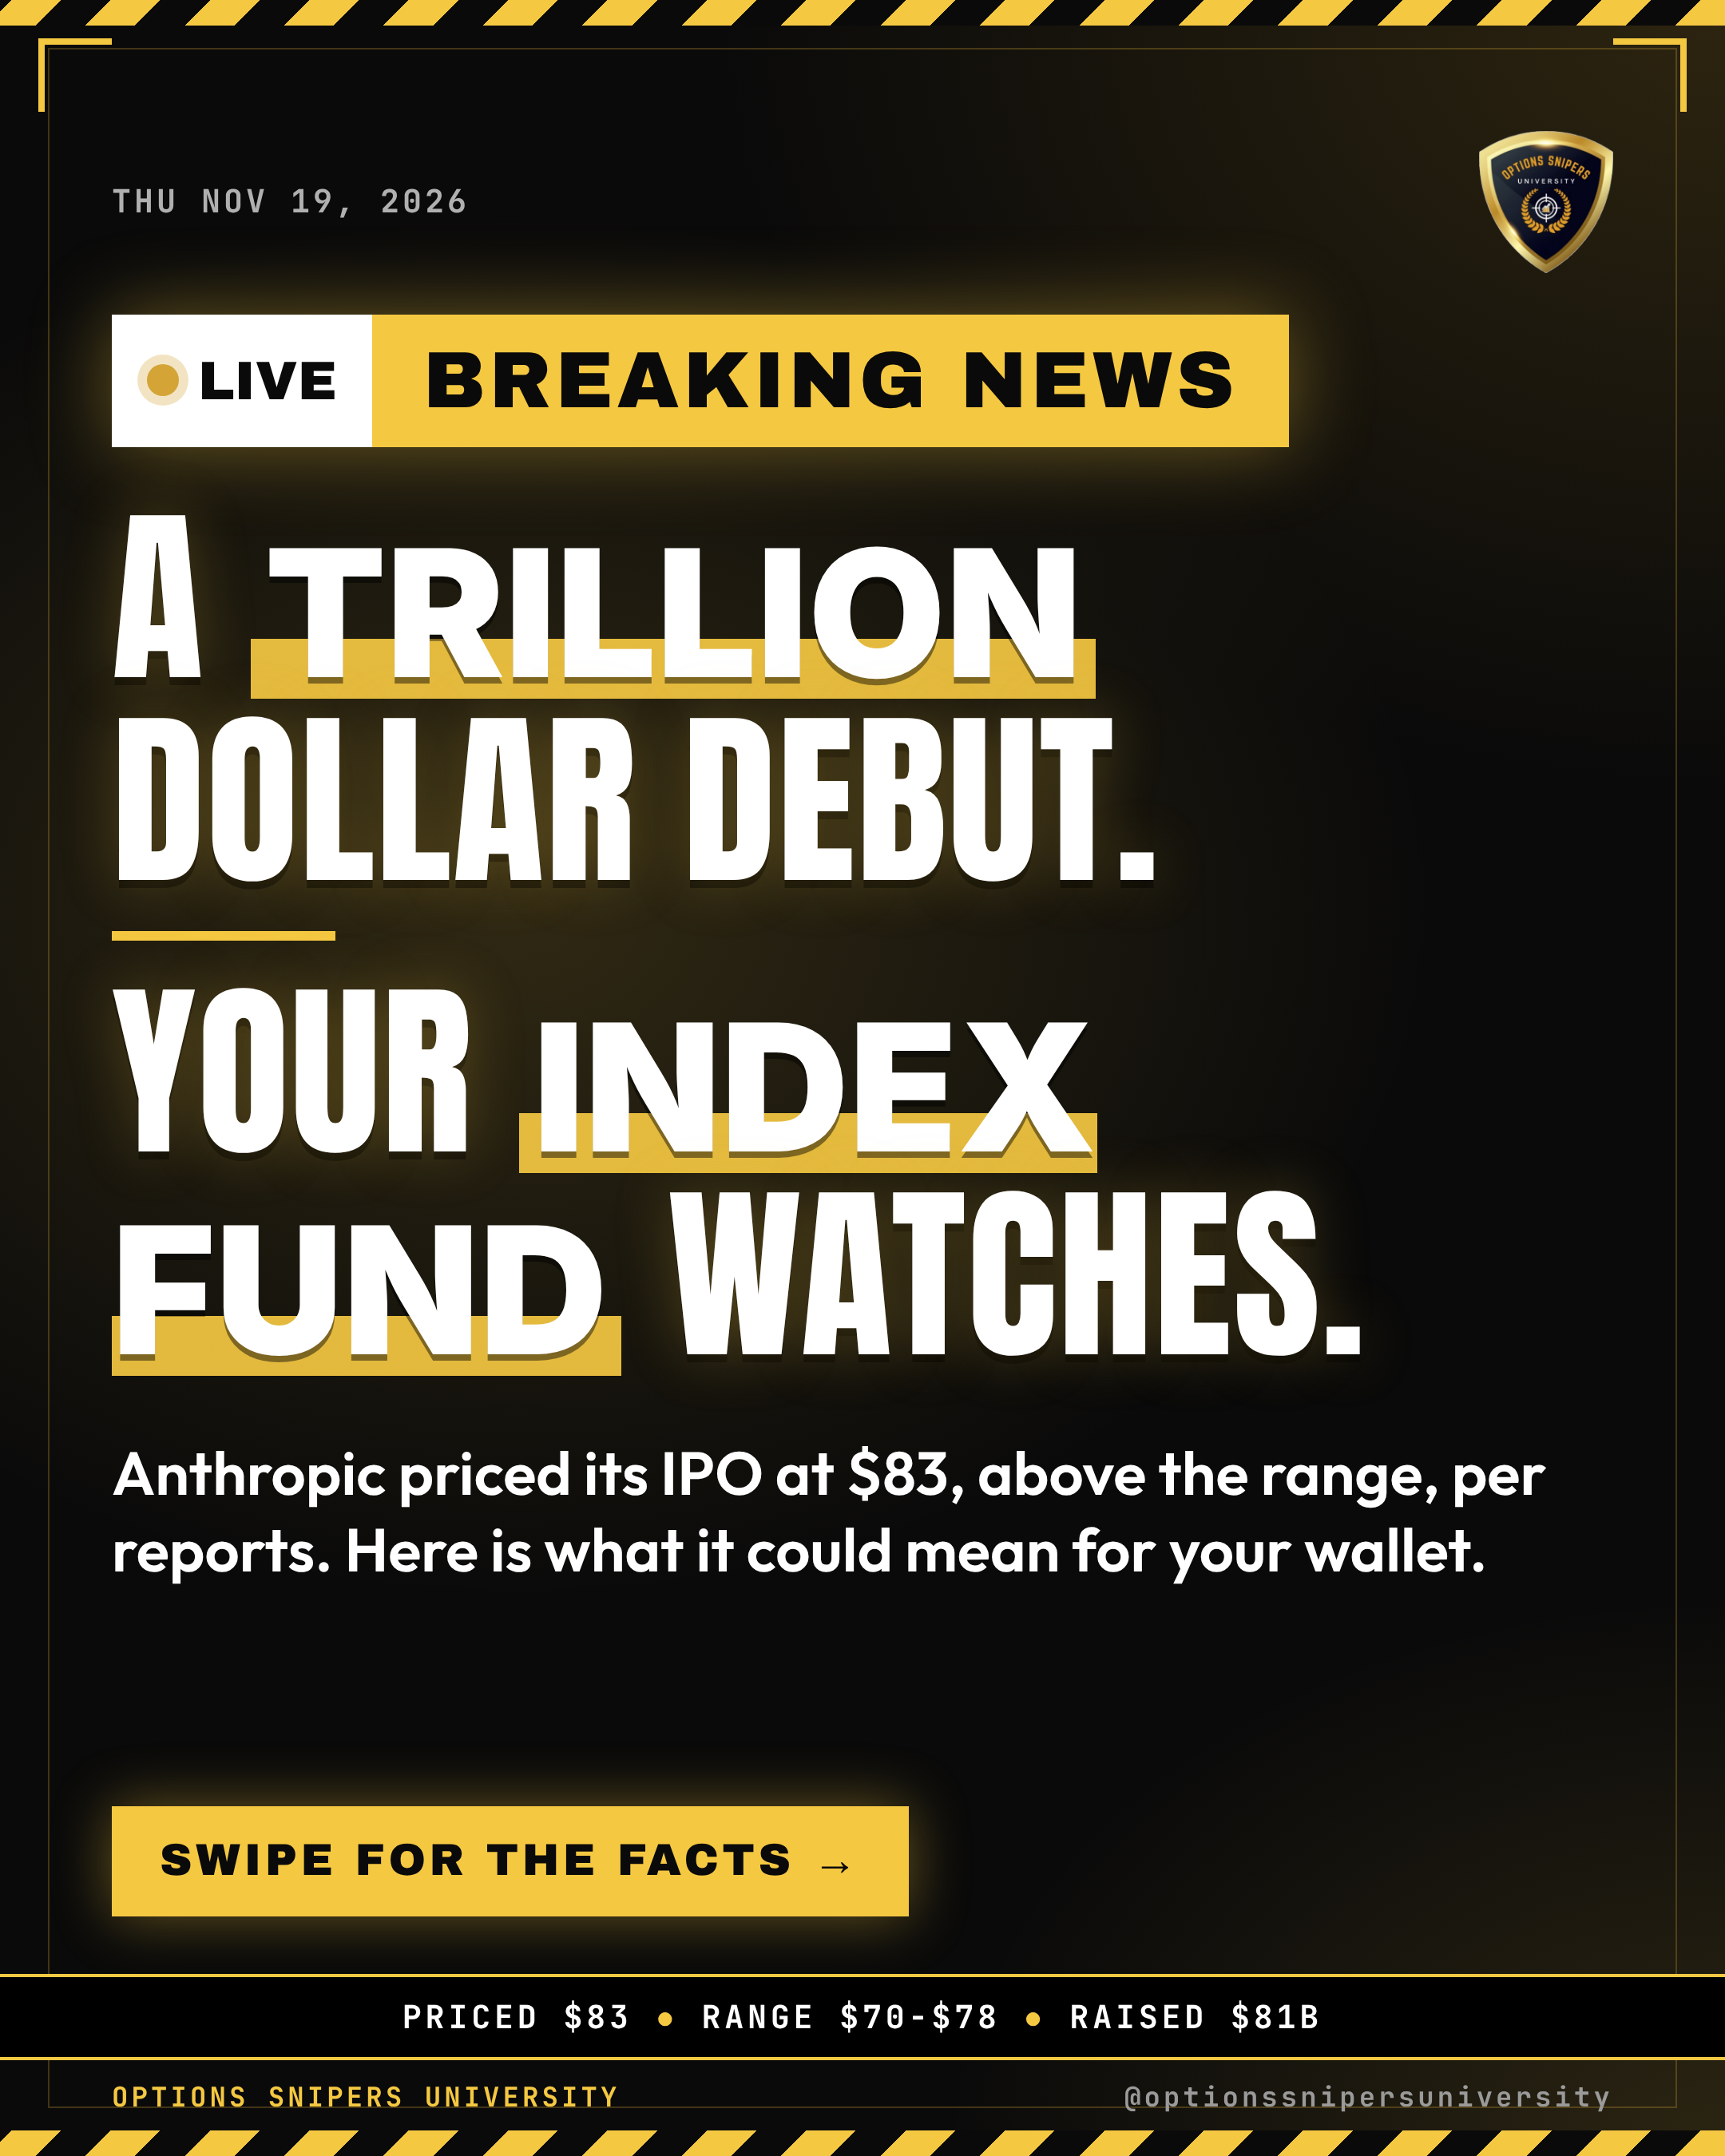 THU NOV 19, 2026
OPTIONS SNIPERS
UNIVERSITY
LIVE BREAKING NEWS
A TRILLION
DOLLAR DEBUT.
YOUR INDEX
FUND WATCHES.
Anthropic priced its IPO at $83, above the range, per
reports. Here is what it could mean for your wallet.
SWIPE FOR THE FACTS →
PRICED $83 • RANGE $70-$78 • RAISED $81B
OPTIONS SNIPERS UNIVERSITY @optionssnipersuniversity